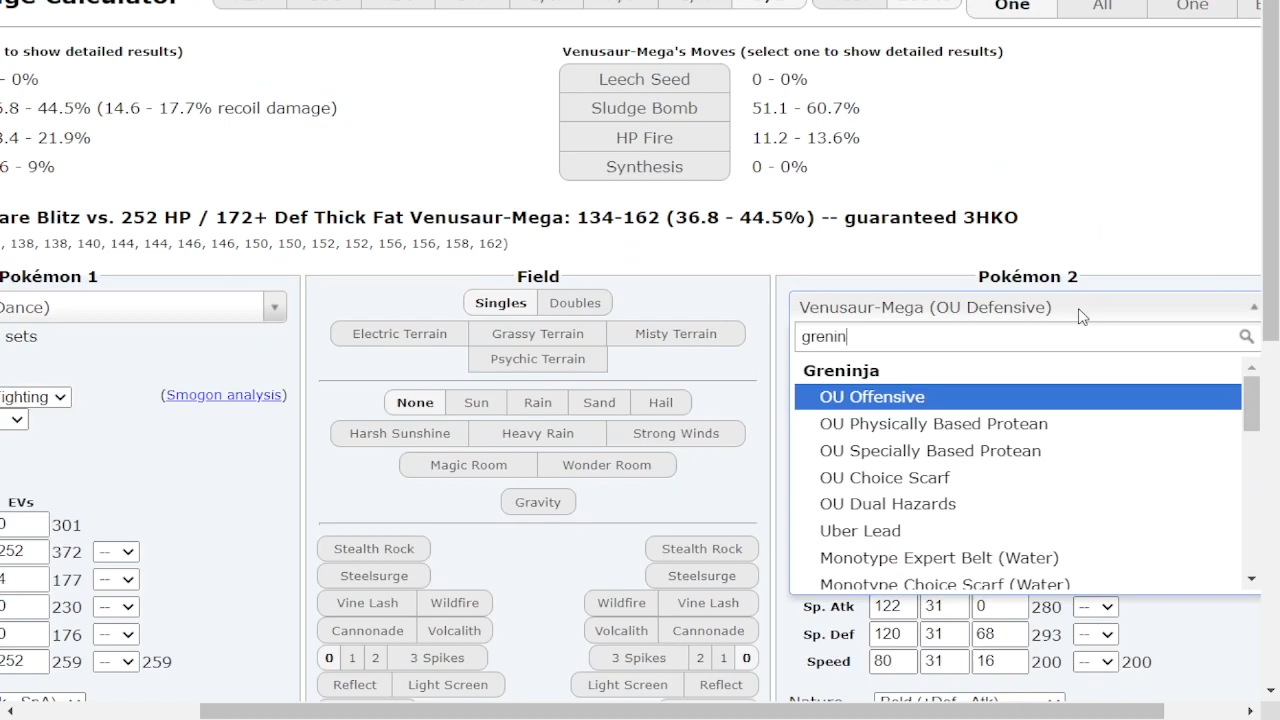 One All One
to show detailed results)
Venusaur-Mega's Moves (select one to show detailed results)
- 0%
Leech Seed 0 - 0%
5.8 - 44.5% (14.6 - 17.7% recoil damage)
Sludge Bomb 51.1 - 60.7%
3.4 - 21.9%
HP Fire 11.2 - 13.6%
6 - 9%
Synthesis 0 - 0%
are Blitz vs. 252 HP / 172+ Def Thick Fat Venusaur-Mega: 134-162 (36.8 - 44.5%) -- guaranteed 3HKO
, 138, 138, 140, 144, 144, 146, 146, 150, 150, 152, 152, 156, 156, 158, 162)
Pokémon 1
Dance)
sets
ighting
(Smogon analysis)
EVs
0 301
252 372 --
4 177 --
0 230 --
0 176 --
252 259 -- 259
Field
Singles Doubles
Electric Terrain Grassy Terrain Misty Terrain
Psychic Terrain
None Sun Rain Sand Hail
Harsh Sunshine Heavy Rain Strong Winds
Magic Room Wonder Room
Gravity
Stealth Rock Stealth Rock
Steelsurge Steelsurge
Vine Lash Wildfire Wildfire Vine Lash
Cannonade Volcalith Volcalith Cannonade
0 1 2 3 Spikes 3 Spikes 2 1 0
Reflect Light Screen Light Screen Reflect
Pokémon 2
Venusaur-Mega (OU Defensive)
grenin
Greninja
OU Offensive
OU Physically Based Protean
OU Specially Based Protean
OU Choice Scarf
OU Dual Hazards
Uber Lead
Monotype Expert Belt (Water)
Monotype Choice Scarf (Water)
Sp. Atk 122 31 0 280 --
Sp. Def 120 31 68 293 --
Speed 80 31 16 200 -- 200
Nature Bold (+Def, -Atk)